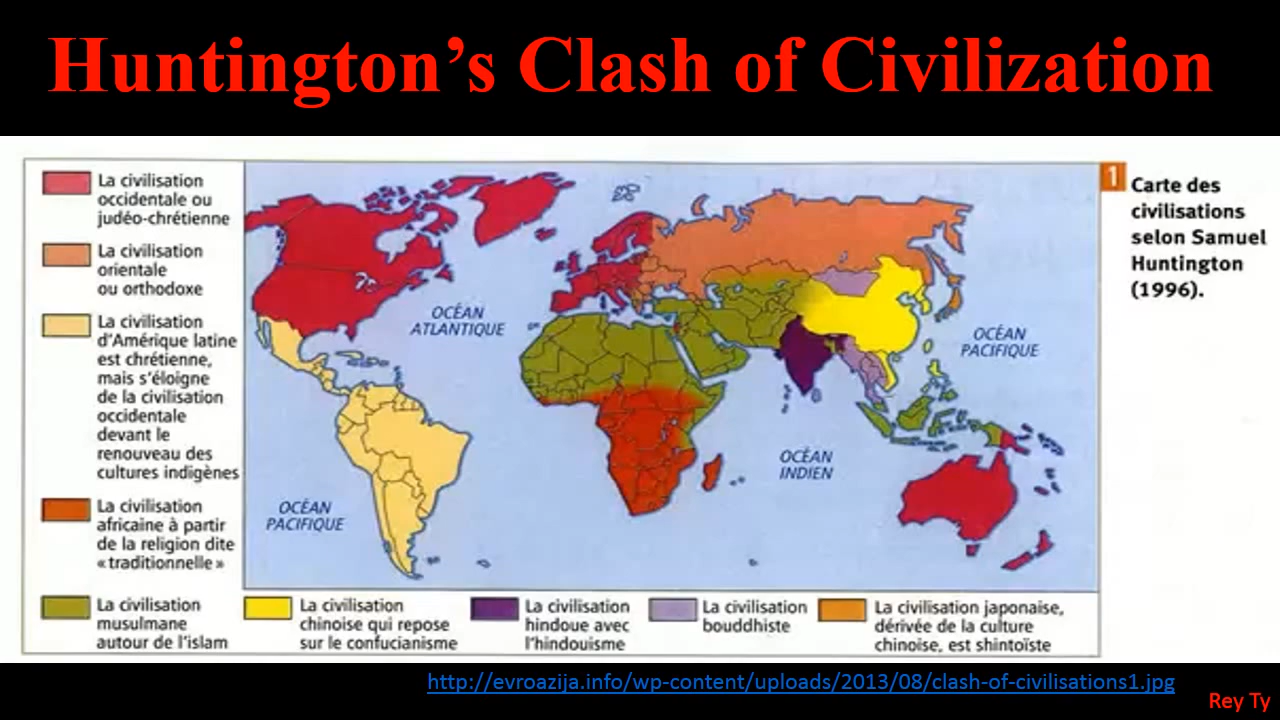 Huntington’s Clash of Civilization
La civilisation
occidentale ou
judéo-chrétienne
La civilisation
orientale
ou orthodoxe
La civilisation
d’Amérique latine
est chrétienne,
mais s’éloigne
de la civilisation
occidentale
devant le
renouveau des
cultures indigènes
La civilisation
africaine à partir
de la religion dite
« traditionnelle »
La civilisation
musulmane
autour de l’islam
La civilisation
chinoise qui repose
sur le confucianisme
La civilisation
hindoue avec
l’hindouisme
La civilisation
bouddhiste
La civilisation japonaise,
dérivée de la culture
chinoise, est shintoïste
OCÉAN
ATLANTIQUE
OCÉAN
PACIFIQUE
OCÉAN
INDIEN
OCÉAN
PACIFIQUE
1 Carte des
civilisations
selon Samuel
Huntington
(1996).
http://evroazija.info/wp-content/uploads/2013/08/clash-of-civilisations1.jpg
Rey Ty